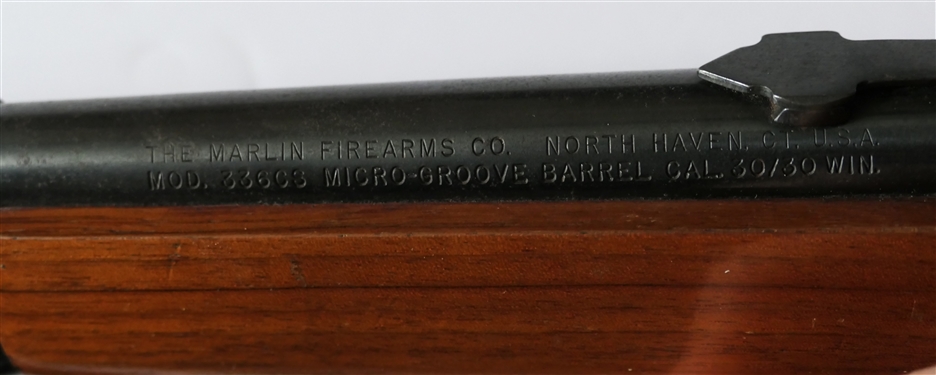 THE MARLIN FIREARMS CO. NORTH HAVEN, CT. U.S.A.
MOD. 336CS MICRO-GROOVE BARREL CAL. 30/30 WIN.